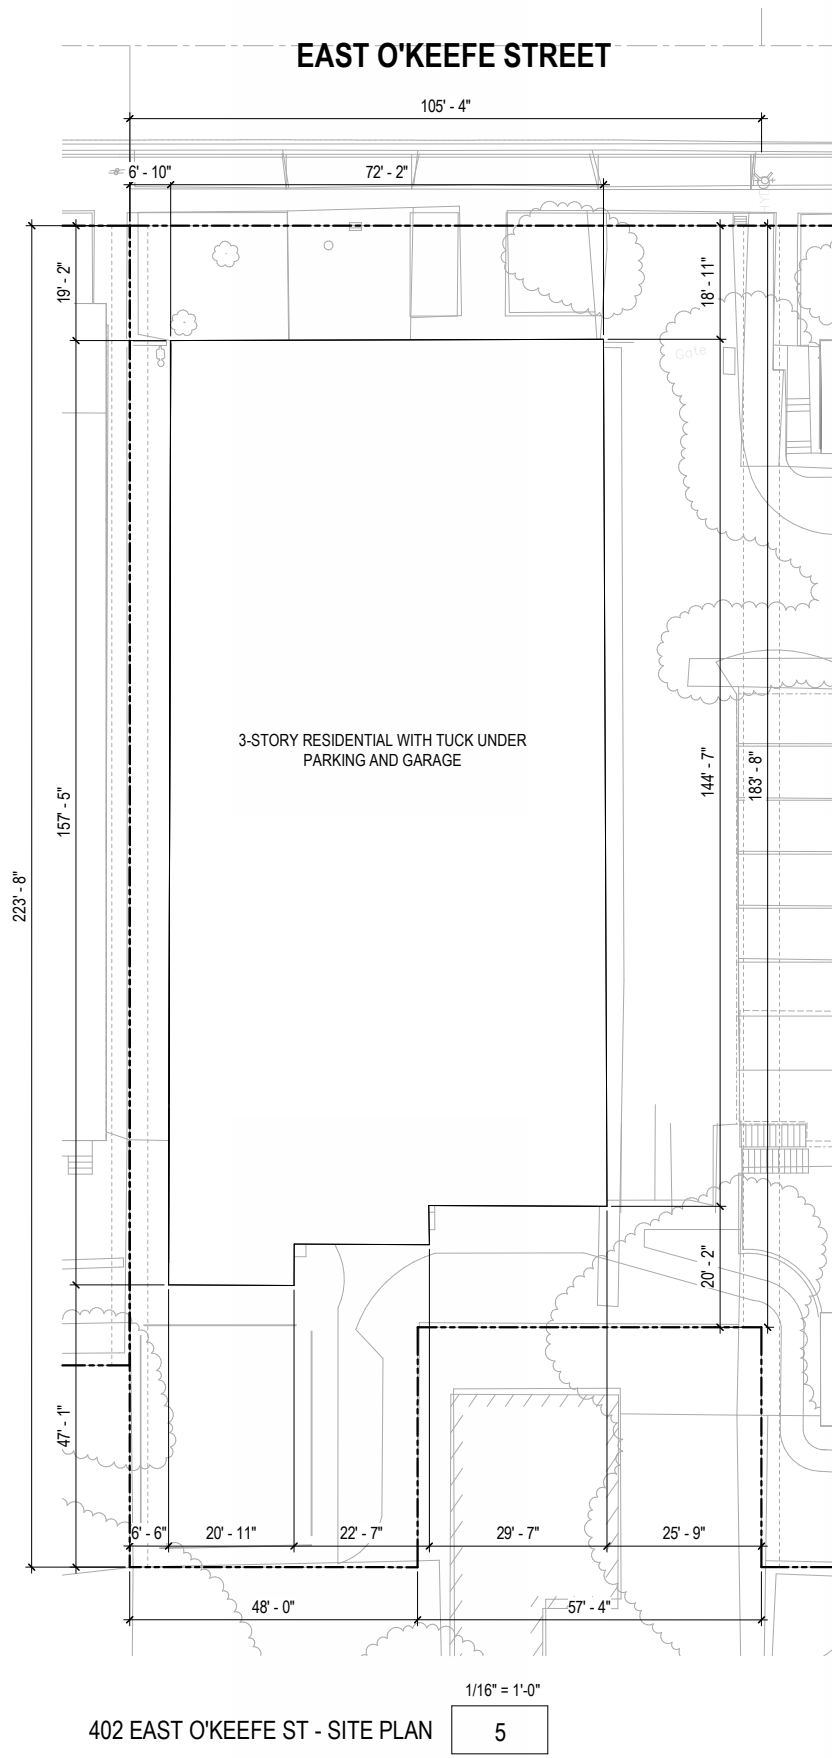 EAST O'KEEFE STREET
105' - 4"
6' - 10"
72' - 2"
19' - 2"
18' - 11"
Gate
3-STORY RESIDENTIAL WITH TUCK UNDER
PARKING AND GARAGE
144' - 7"
183' - 8"
157' - 5"
223' - 8"
20' - 2"
47' - 1"
6' - 6"
20' - 11"
22' - 7"
29' - 7"
25' - 9"
48' - 0"
57' - 4"
1/16" = 1'-0"
402 EAST O'KEEFE ST - SITE PLAN
5